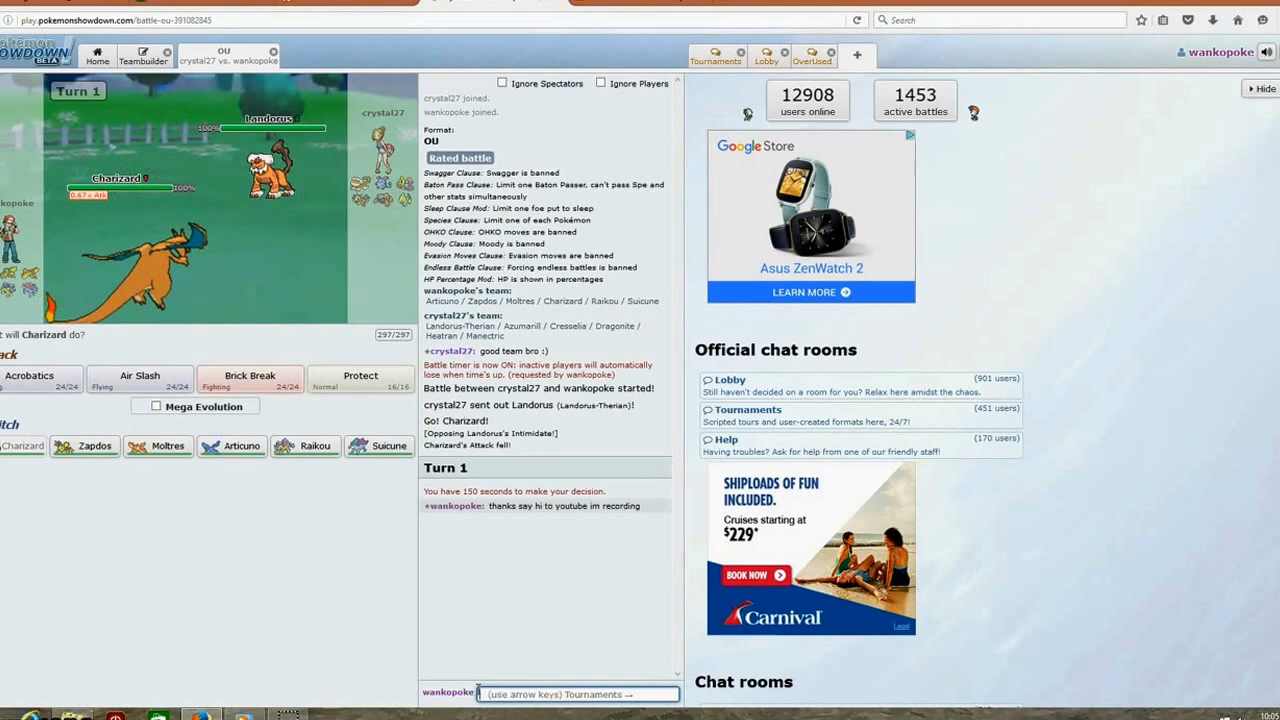 play.pokemonshowdown.com/battle-ou-391082845
Search
SHOWDOWN
BETA
Home
Teambuilder
OU
crystal27 vs. wankopoke
Tournaments
Lobby
OverUsed
+
wankopoke
Turn 1
Landorus
100%
Charizard
100%
0.67× Atk
crystal27
kopoke
t will Charizard do?
297/297
ack
Acrobatics
24/24
Air Slash
Flying
24/24
Brick Break
Fighting
24/24
Protect
Normal
16/16
Mega Evolution
itch
Charizard
Zapdos
Moltres
Articuno
Raikou
Suicune
Ignore Spectators
Ignore Players
crystal27 joined.
wankopoke joined.
Format:
OU
Rated battle
Swagger Clause: Swagger is banned
Baton Pass Clause: Limit one Baton Passer, can't pass Spe and
other stats simultaneously
Sleep Clause Mod: Limit one foe put to sleep
Species Clause: Limit one of each Pokémon
OHKO Clause: OHKO moves are banned
Moody Clause: Moody is banned
Evasion Moves Clause: Evasion moves are banned
Endless Battle Clause: Forcing endless battles is banned
HP Percentage Mod: HP is shown in percentages
wankopoke's team:
Articuno / Zapdos / Moltres / Charizard / Raikou / Suicune
crystal27's team:
Landorus-Therian / Azumarill / Cresselia / Dragonite /
Heatran / Manectric
★crystal27: good team bro :)
Battle timer is now ON: inactive players will automatically
lose when time's up. (requested by wankopoke)
Battle between crystal27 and wankopoke started!
crystal27 sent out Landorus (Landorus-Therian)!
Go! Charizard!
[Opposing Landorus's Intimidate!]
Charizard's Attack fell!
Turn 1
You have 150 seconds to make your decision.
★wankopoke: thanks say hi to youtube im recording
wankopoke
(use arrow keys) Tournaments →
Hide
12908
users online
1453
active battles
Google Store
Asus ZenWatch 2
LEARN MORE
Official chat rooms
Lobby
(901 users)
Still haven't decided on a room for you? Relax here amidst the chaos.
Tournaments
(451 users)
Scripted tours and user-created formats here, 24/7!
Help
(170 users)
Having troubles? Ask for help from one of our friendly staff!
SHIPLOADS OF FUN
INCLUDED.
Cruises starting at
$229*
BOOK NOW
Carnival
Chat rooms
10:05